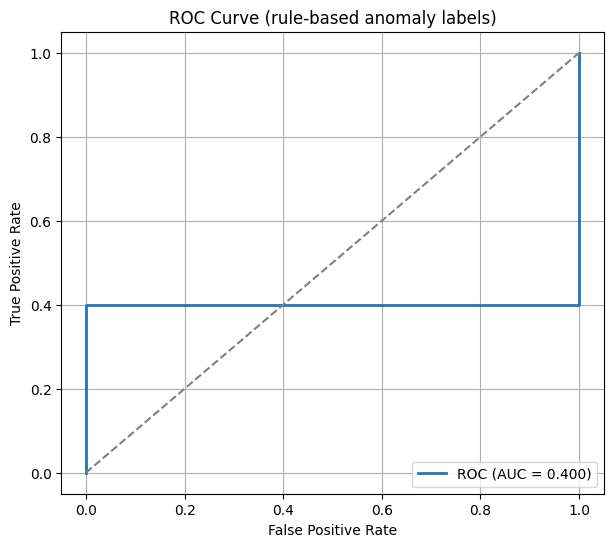 ROC Curve (rule-based anomaly labels)
True Positive Rate
1.0
0.8
0.6
0.4
0.2
0.0
ROC (AUC = 0.400)
0.0 0.2 0.4 0.6 0.8 1.0
False Positive Rate